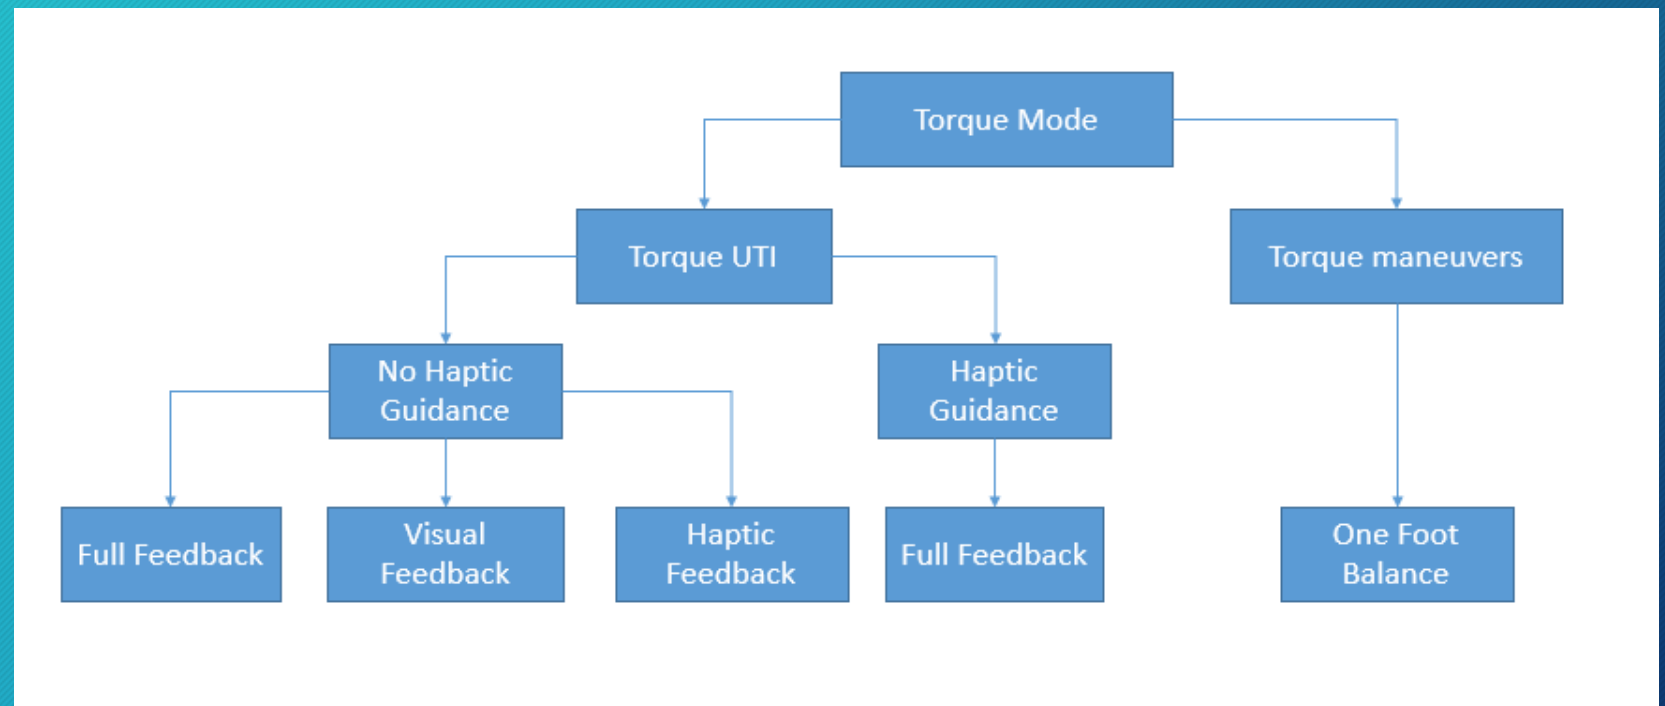 Torque Mode
Torque UTI
Torque maneuvers
No Haptic
Guidance
Haptic
Guidance
Full Feedback
Visual
Feedback
Haptic
Feedback
Full Feedback
One Foot
Balance